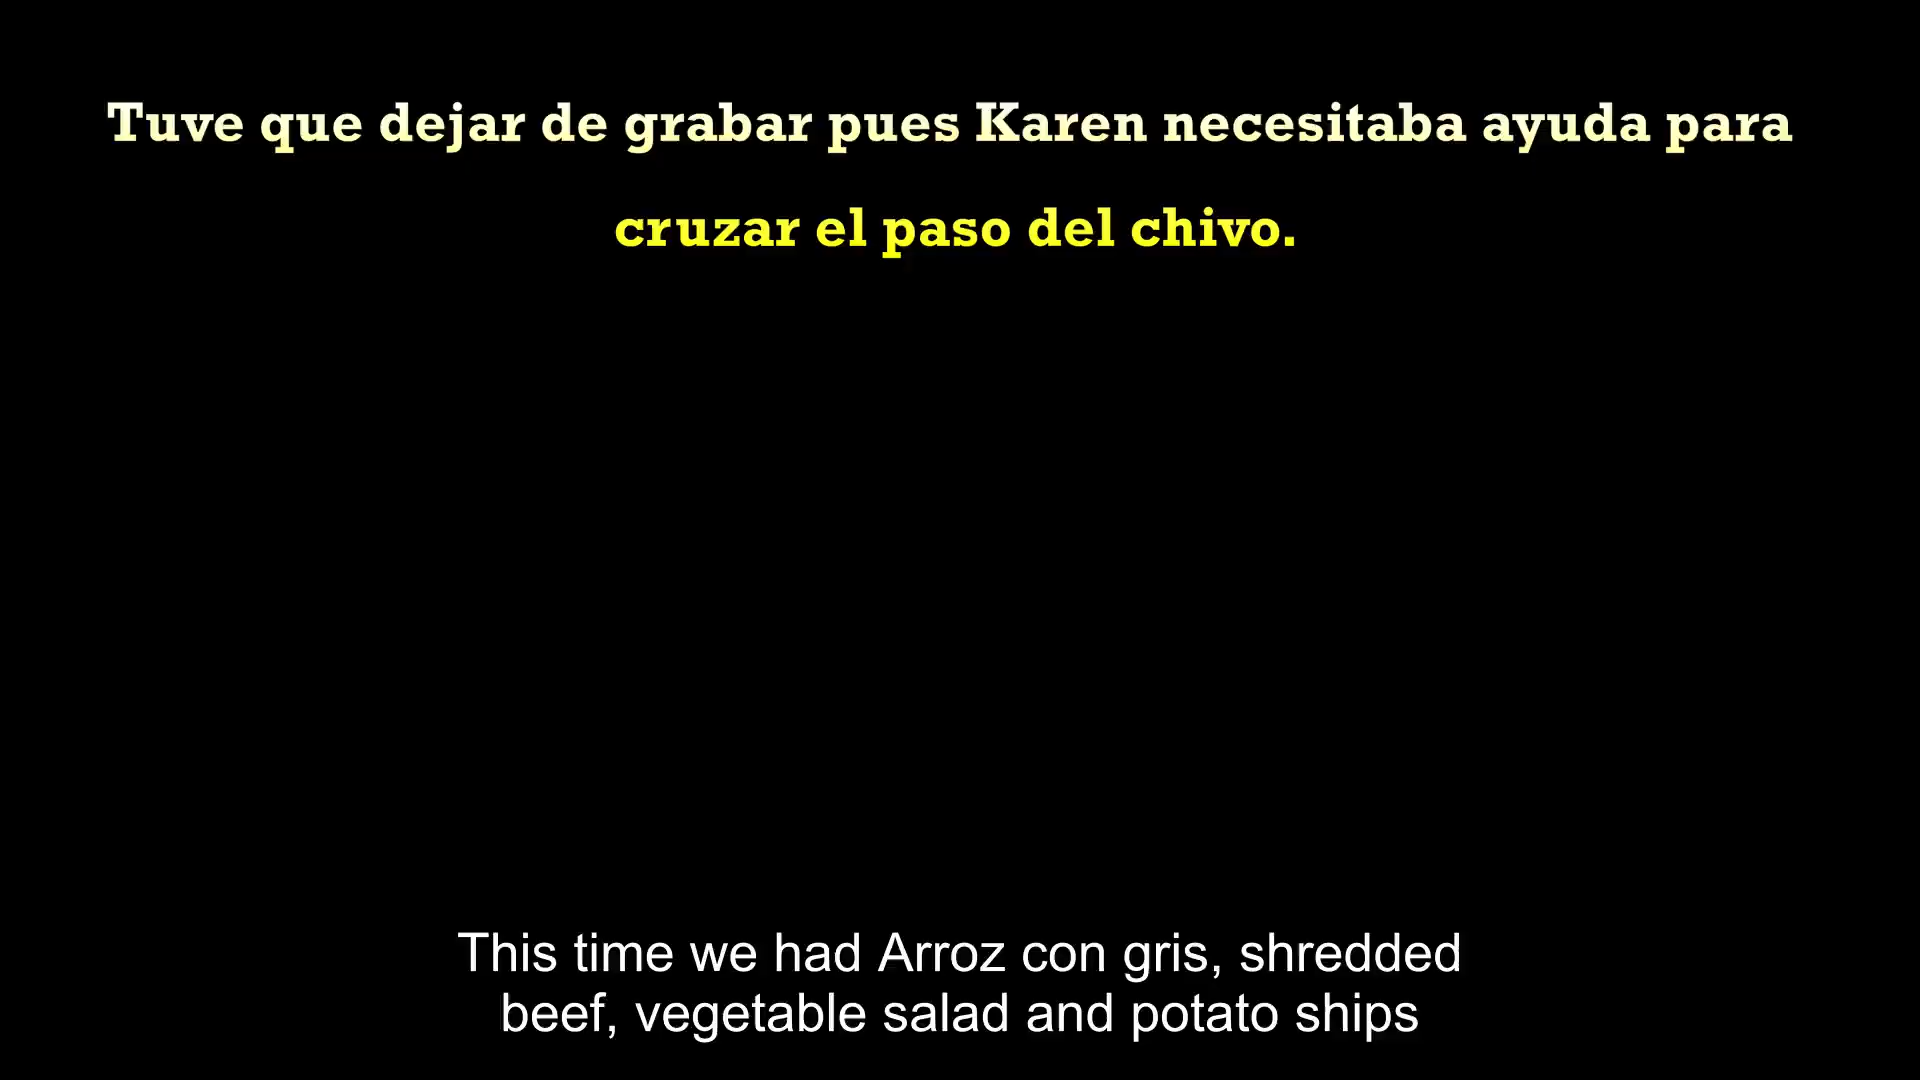 Tuve que dejar de grabar pues Karen necesitaba ayuda para
cruzar el paso del chivo.
This time we had Arroz con gris, shredded
beef, vegetable salad and potato ships